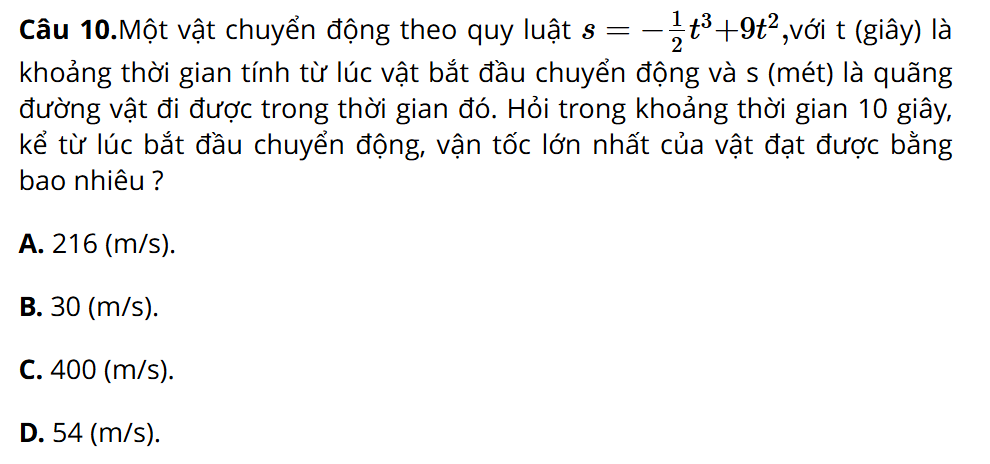 Câu 10.Một vật chuyển động theo quy luật $s = -\frac{1}{2}t^3+9t^2$,với t (giây) là
khoảng thời gian tính từ lúc vật bắt đầu chuyển động và s (mét) là quãng
đường vật đi được trong thời gian đó. Hỏi trong khoảng thời gian 10 giây,
kể từ lúc bắt đầu chuyển động, vận tốc lớn nhất của vật đạt được bằng
bao nhiêu ?
A. 216 (m/s).
B. 30 (m/s).
C. 400 (m/s).
D. 54 (m/s).